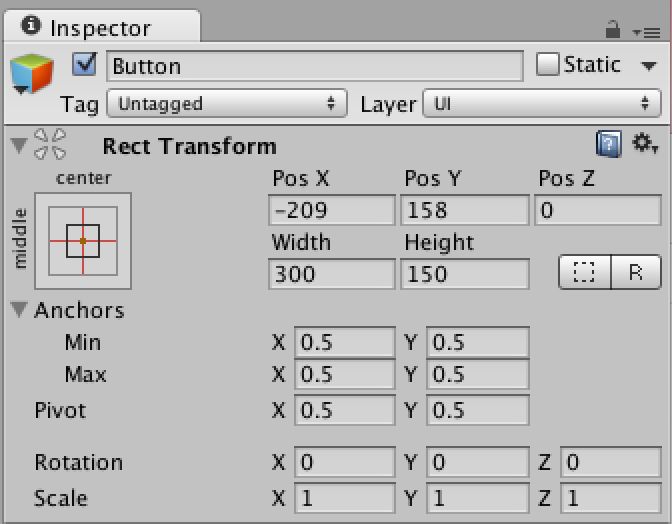 Inspector
Button Static
Tag Untagged Layer UI
Rect Transform
center Pos X Pos Y Pos Z
middle -209 158 0
Width Height
300 150 R
Anchors
Min X 0.5 Y 0.5
Max X 0.5 Y 0.5
Pivot X 0.5 Y 0.5
Rotation X 0 Y 0 Z 0
Scale X 1 Y 1 Z 1